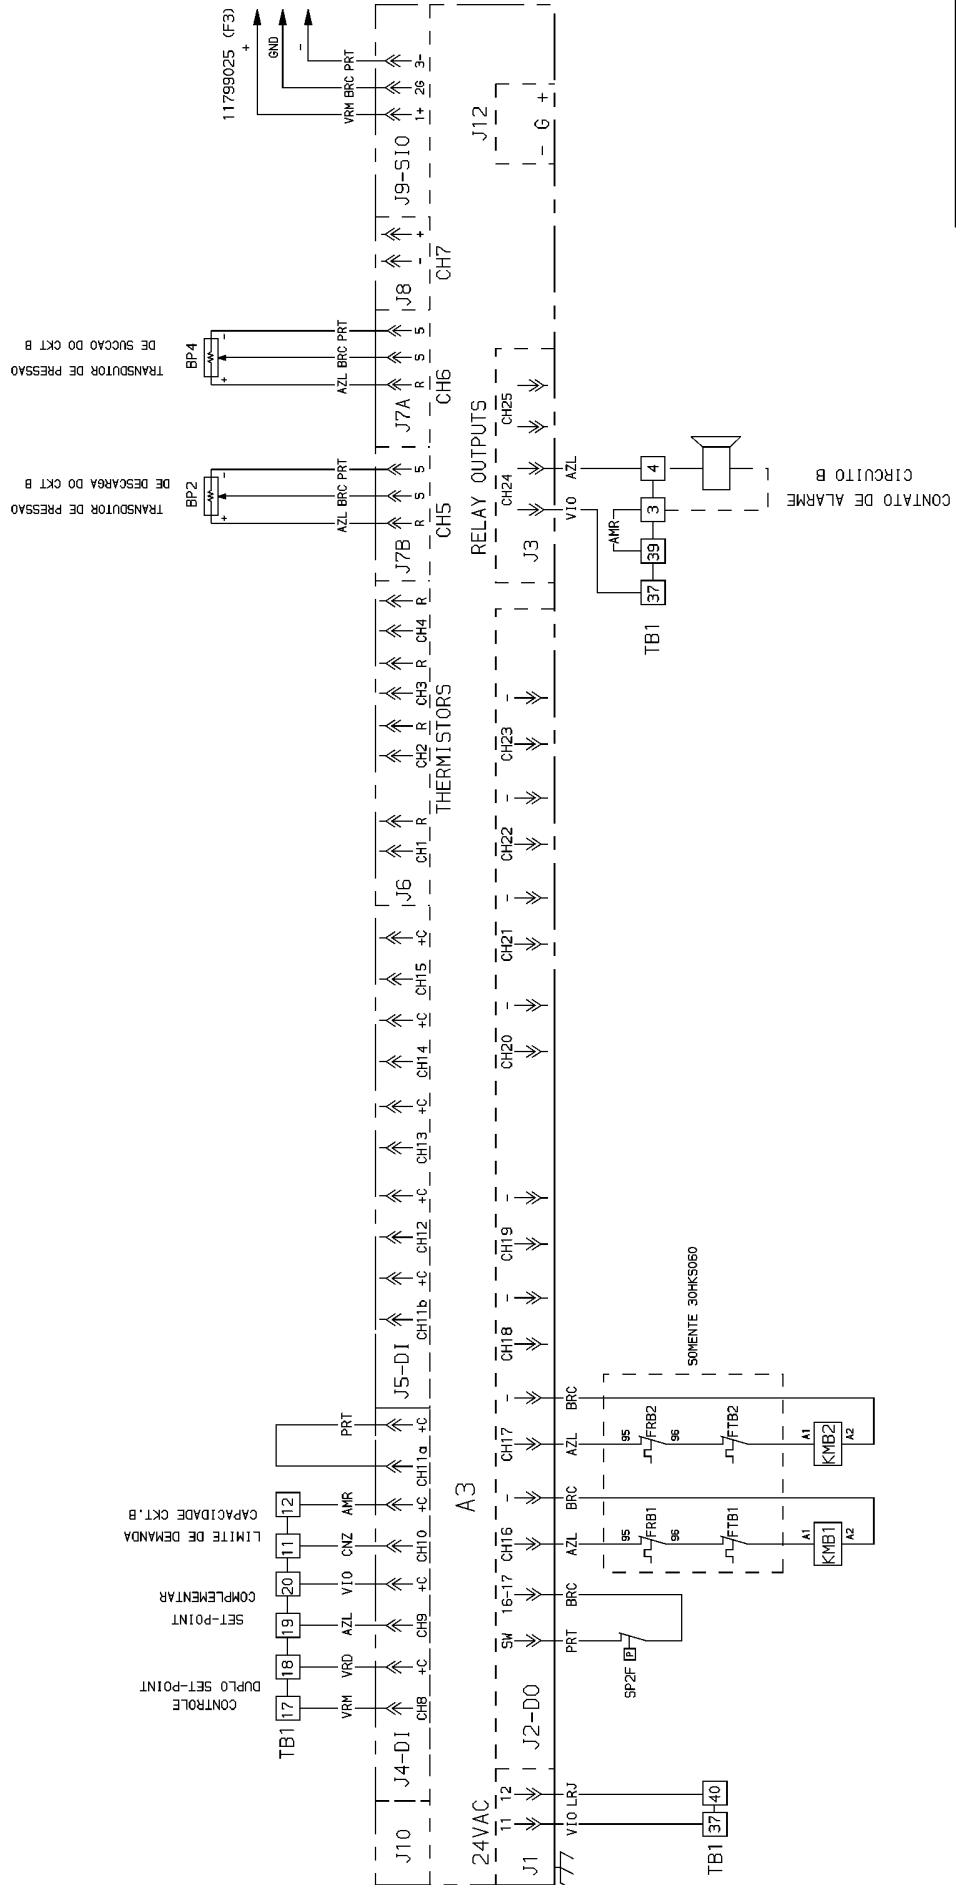 11799025 (F3)
+
GND
-
VRM
BRC
PRT
1+
2G
3-
J9-SIO
J12
- G +
J8
-
+
CH7
TRANSDUTOR DE PRESSAO
DE SUCCAO DO CKT B
BP4
+
-
AZL
BRC
PRT
R
S
5
J7A
CH6
TRANSDUTOR DE PRESSAO
DE DESCARGA DO CKT B
BP2
+
-
AZL
BRC
PRT
R
S
5
J7B
CH5
RELAY OUTPUTS
J3
CH24
CH25
VIO
AZL
AMR
TB1
37
39
3
4
CONTATO DE ALARME
CIRCUITO B
J6
CH1
R
CH2
R
CH3
R
CH4
R
THERMISTORS
J5-DI
CH11b
+C
CH12
+C
CH13
+C
CH14
+C
CH15
+C
CH18
-
CH19
-
CH20
-
CH21
-
CH22
-
CH23
-
CONTROLE
DUPLO SET-POINT
SET-POINT
COMPLEMENTAR
LIMITE DE DEMANDA
CAPACIDADE CKT.B
TB1
17
18
19
20
11
12
VRM
VRD
AZL
VIO
CNZ
AMR
PRT
CH8
+C
CH9
+C
CH10
+C
CH11a
+C
J10
J4-DI
A3
24VAC
J1
11
12
VIO
LRJ
TB1
37
40
J2-DO
SW
16-17
PRT
BRC
SP2F
P
CH16
-
AZL
BRC
95
FRB1
96
FTB1
A1
KMB1
A2
CH17
-
AZL
BRC
95
FRB2
96
FTB2
A1
KMB2
A2
SOMENTE 30HKS060